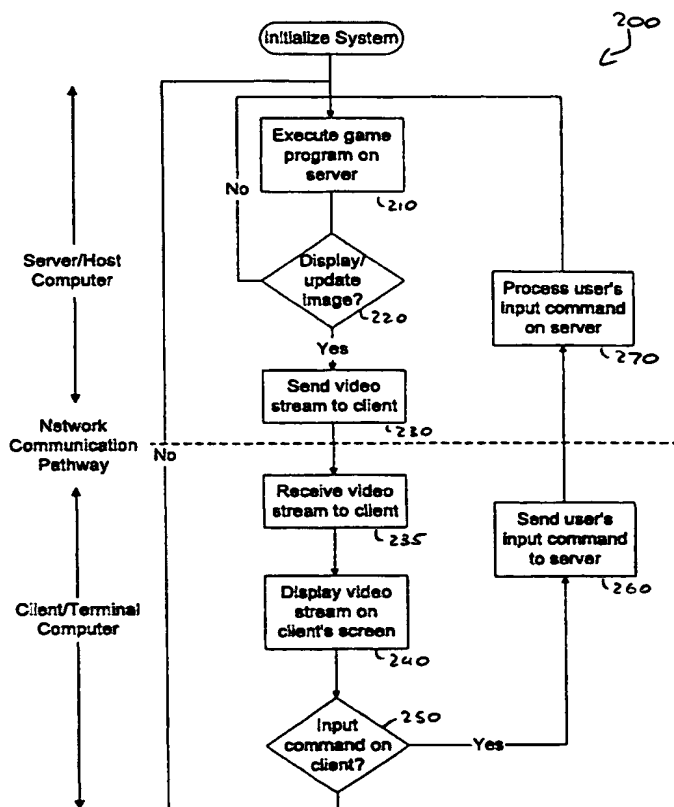 200
Initialize System
Execute game
program on
server
210
No
Server/Host
Computer
Display/
update
image?
220
Process user's
input command
on server
270
Yes
Send video
stream to client
230
Network
Communication
Pathway
No
Receive video
stream to client
235
Send user's
input command
to server
260
Client/Terminal
Computer
Display video
stream on
client's screen
240
Input
command on
client?
250
Yes